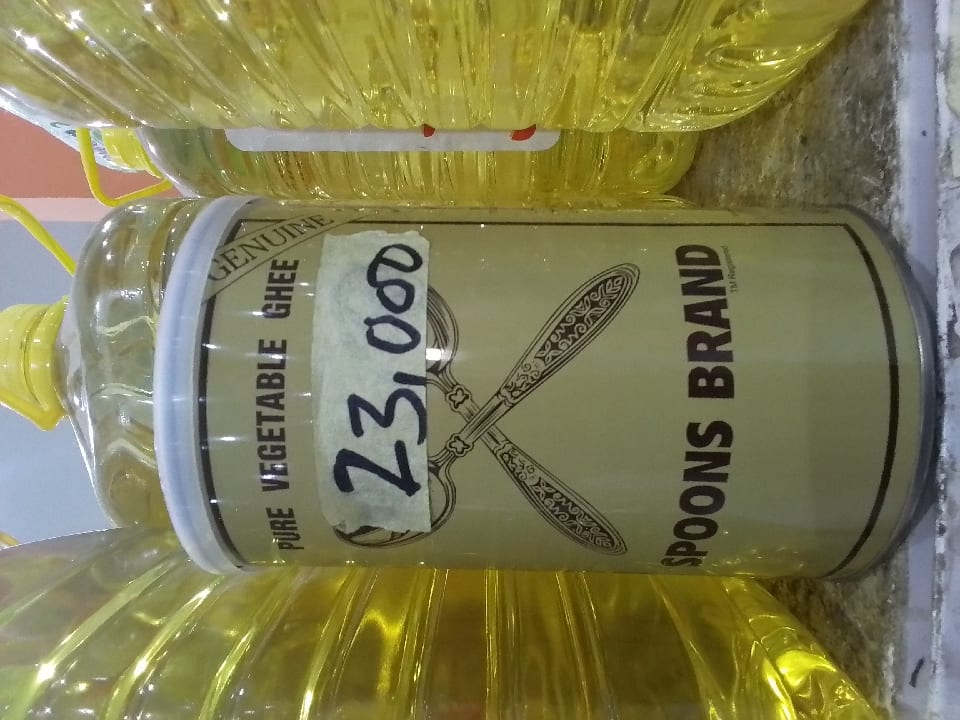 GENUINE
PURE VEGETABLE GHEE
23,000
SPOONS BRAND
TM Registered